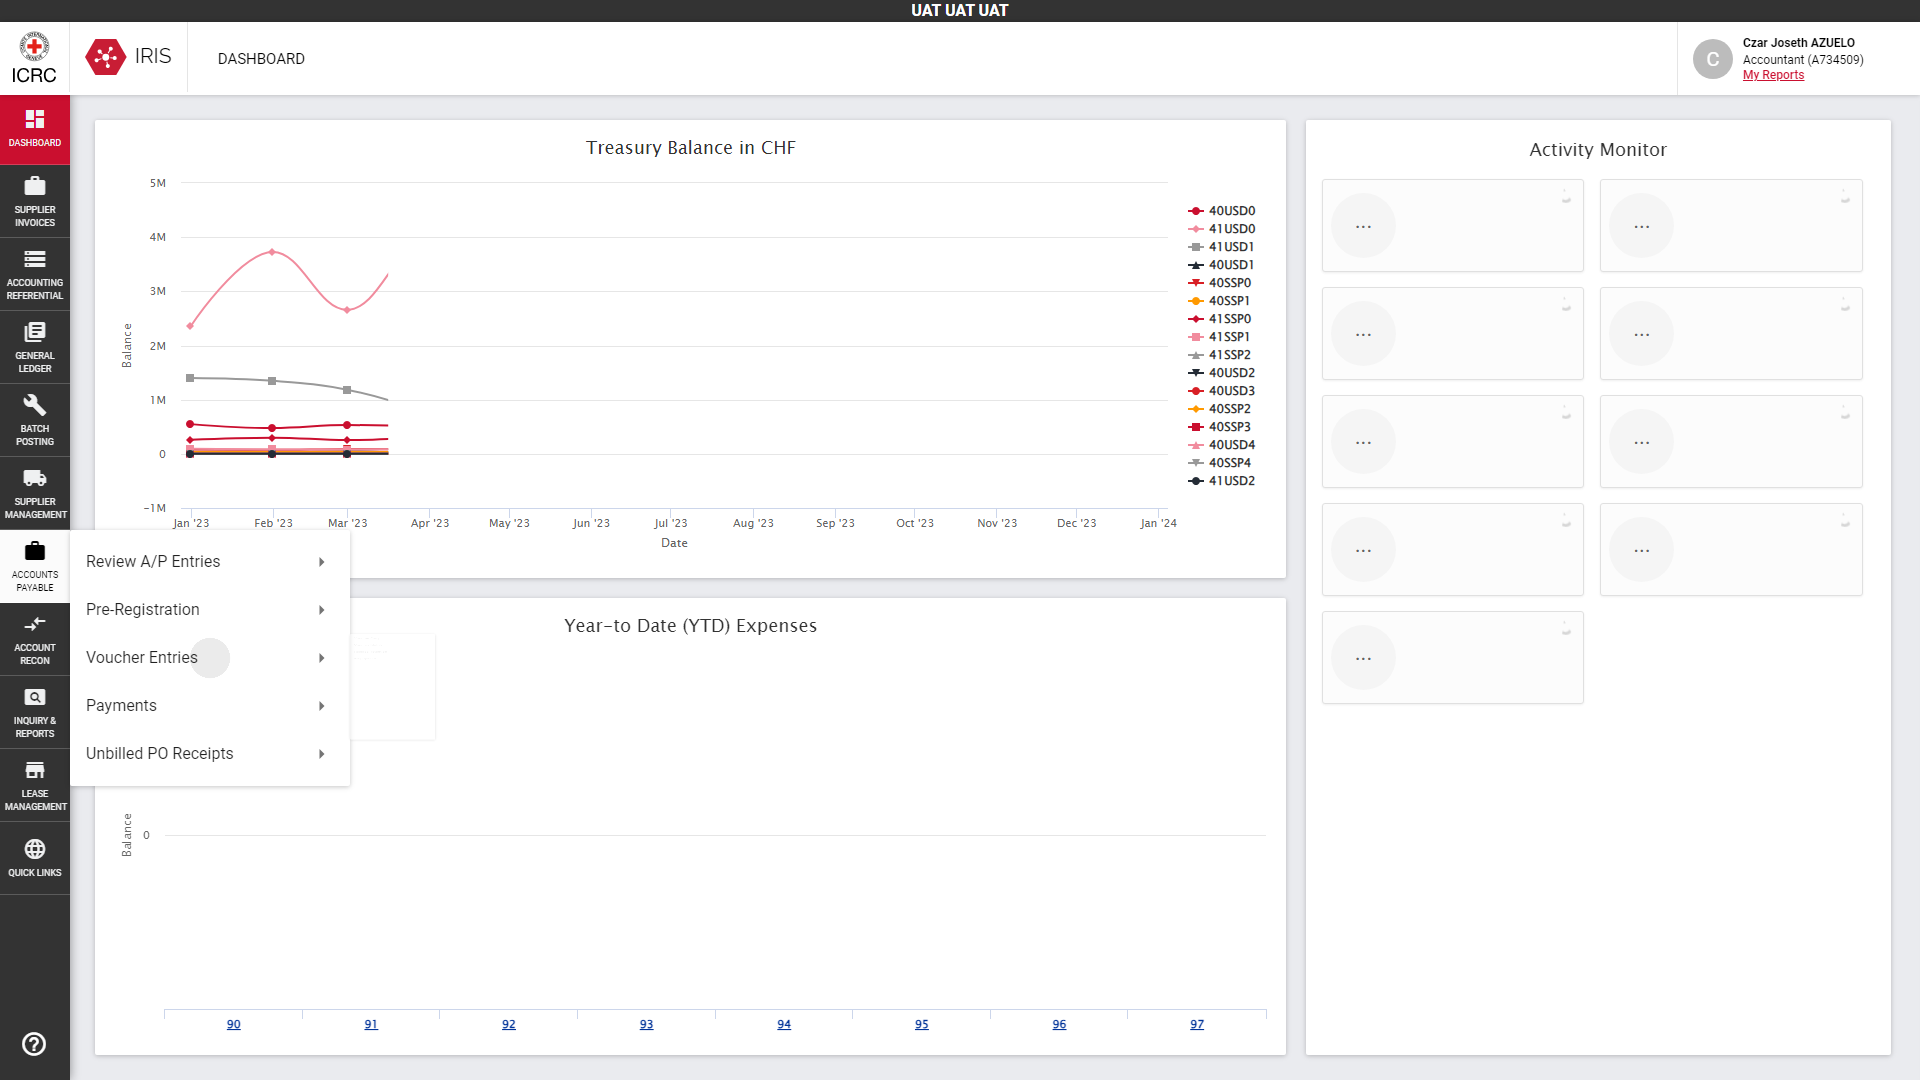 UAT UAT UAT
ICRC
IRIS
DASHBOARD
C
Czar Joseth AZUELO
Accountant (A734509)
My Reports
DASHBOARD
SUPPLIER
INVOICES
ACCOUNTING
REFERENTIAL
GENERAL
LEDGER
BATCH
POSTING
SUPPLIER
MANAGEMENT
ACCOUNTS
PAYABLE
ACCOUNT
RECON
INQUIRY &
REPORTS
LEASE
MANAGEMENT
QUICK LINKS
Review A/P Entries
Pre-Registration
Voucher Entries
Payments
Unbilled PO Receipts
Treasury Balance in CHF
Balance
5M
4M
3M
2M
1M
0
-1M
Jan '23 Feb '23 Mar '23 Apr '23 May '23 Jun '23 Jul '23 Aug '23 Sep '23 Oct '23 Nov '23 Dec '23 Jan '24
Date
40USD0
41USD0
41USD1
40USD1
40SSP0
40SSP1
41SSP0
41SSP1
41SSP2
40USD2
40USD3
40SSP2
40SSP3
40USD4
40SSP4
41USD2
Year-to Date (YTD) Expenses
Balance
0
90 91 92 93 94 95 96 97
Activity Monitor
... ...
... ...
... ...
... ...
...